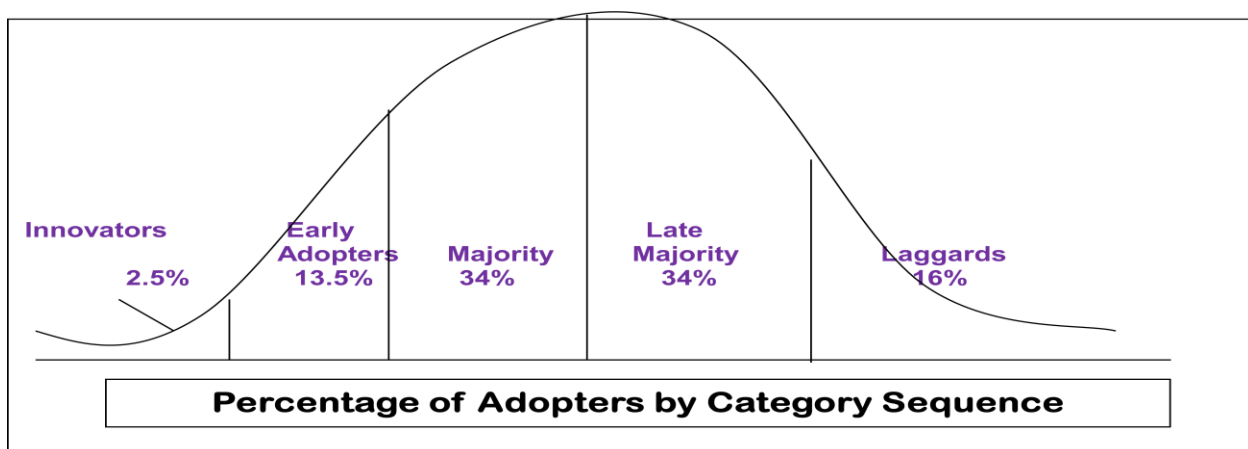 Innovators
2.5%
Early
Adopters
13.5%
Majority
34%
Late
Majority
34%
Laggards
16%
Percentage of Adopters by Category Sequence